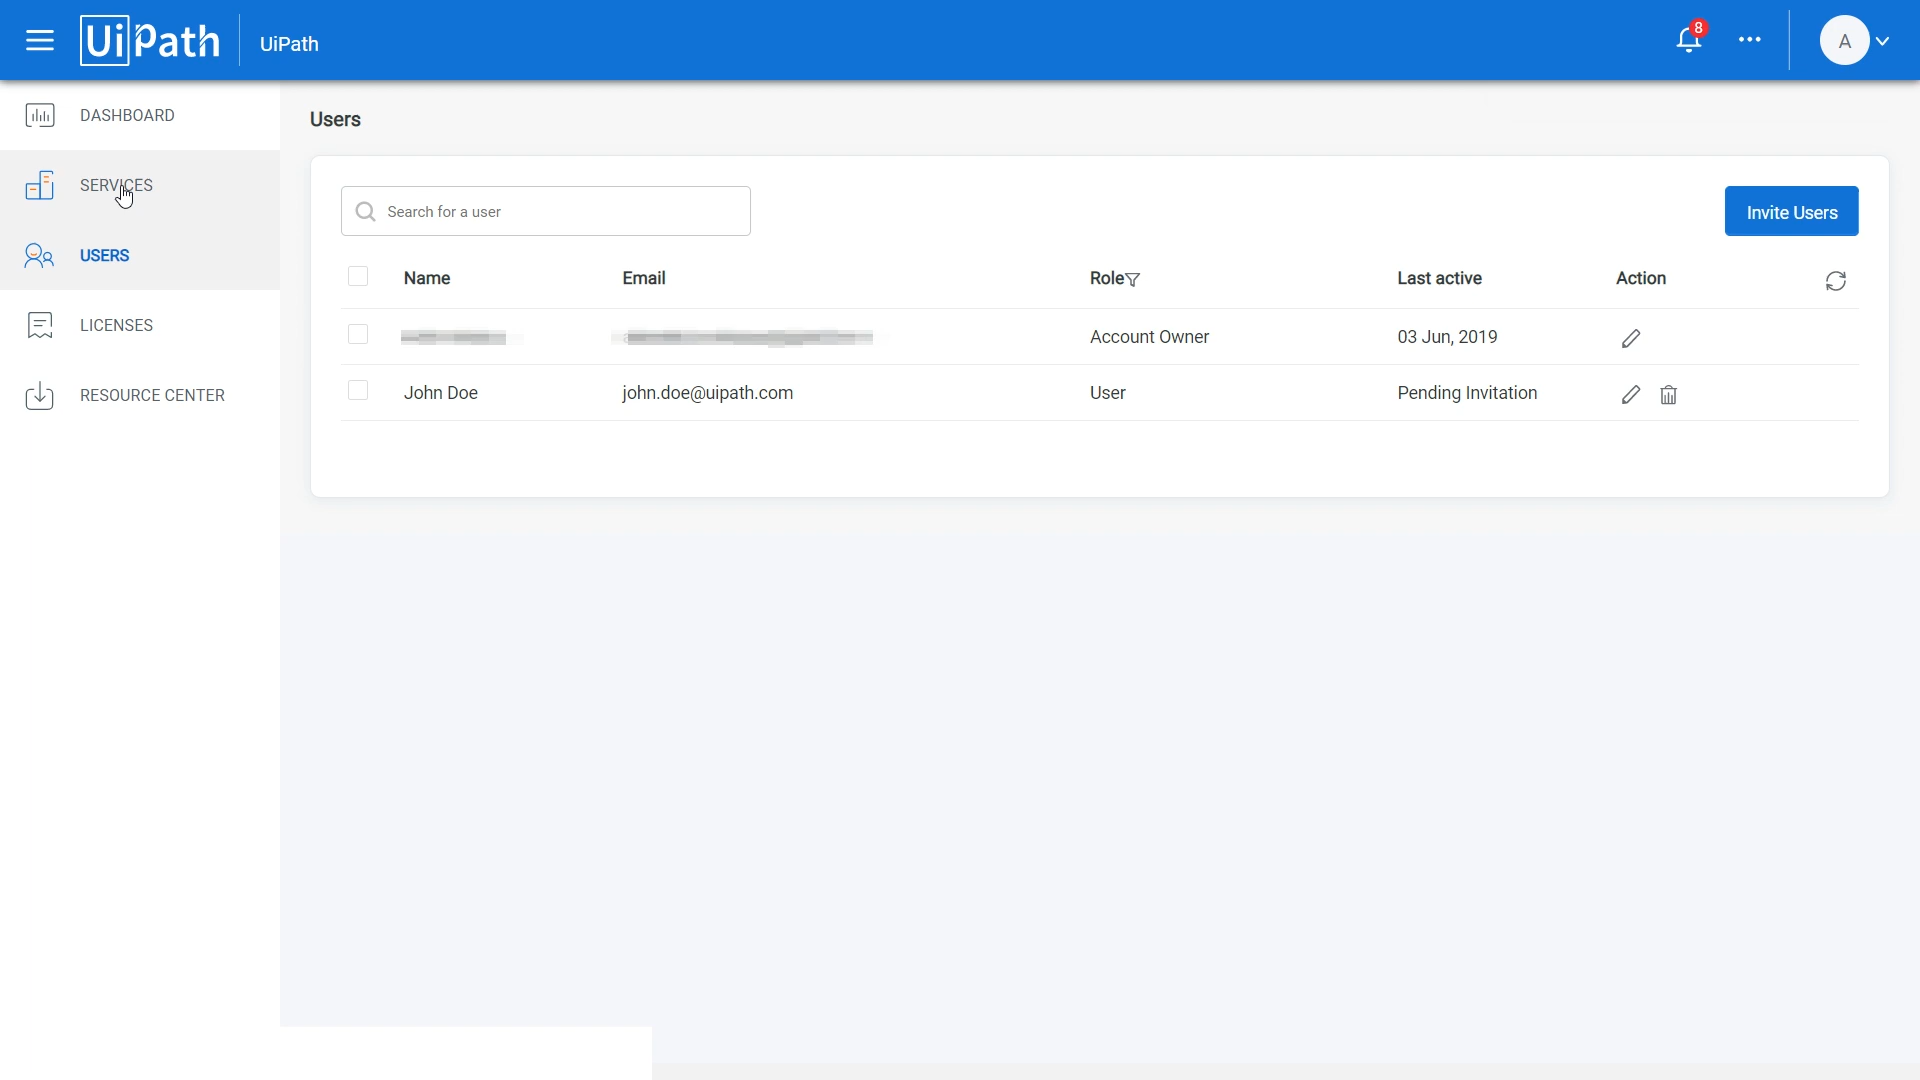 UiPath
UiPath
8
A
DASHBOARD
SERVICES
USERS
LICENSES
RESOURCE CENTER
Users
Search for a user
Invite Users
Name Email Role Last active Action
Account Owner 03 Jun, 2019
John Doe john.doe@uipath.com User Pending Invitation